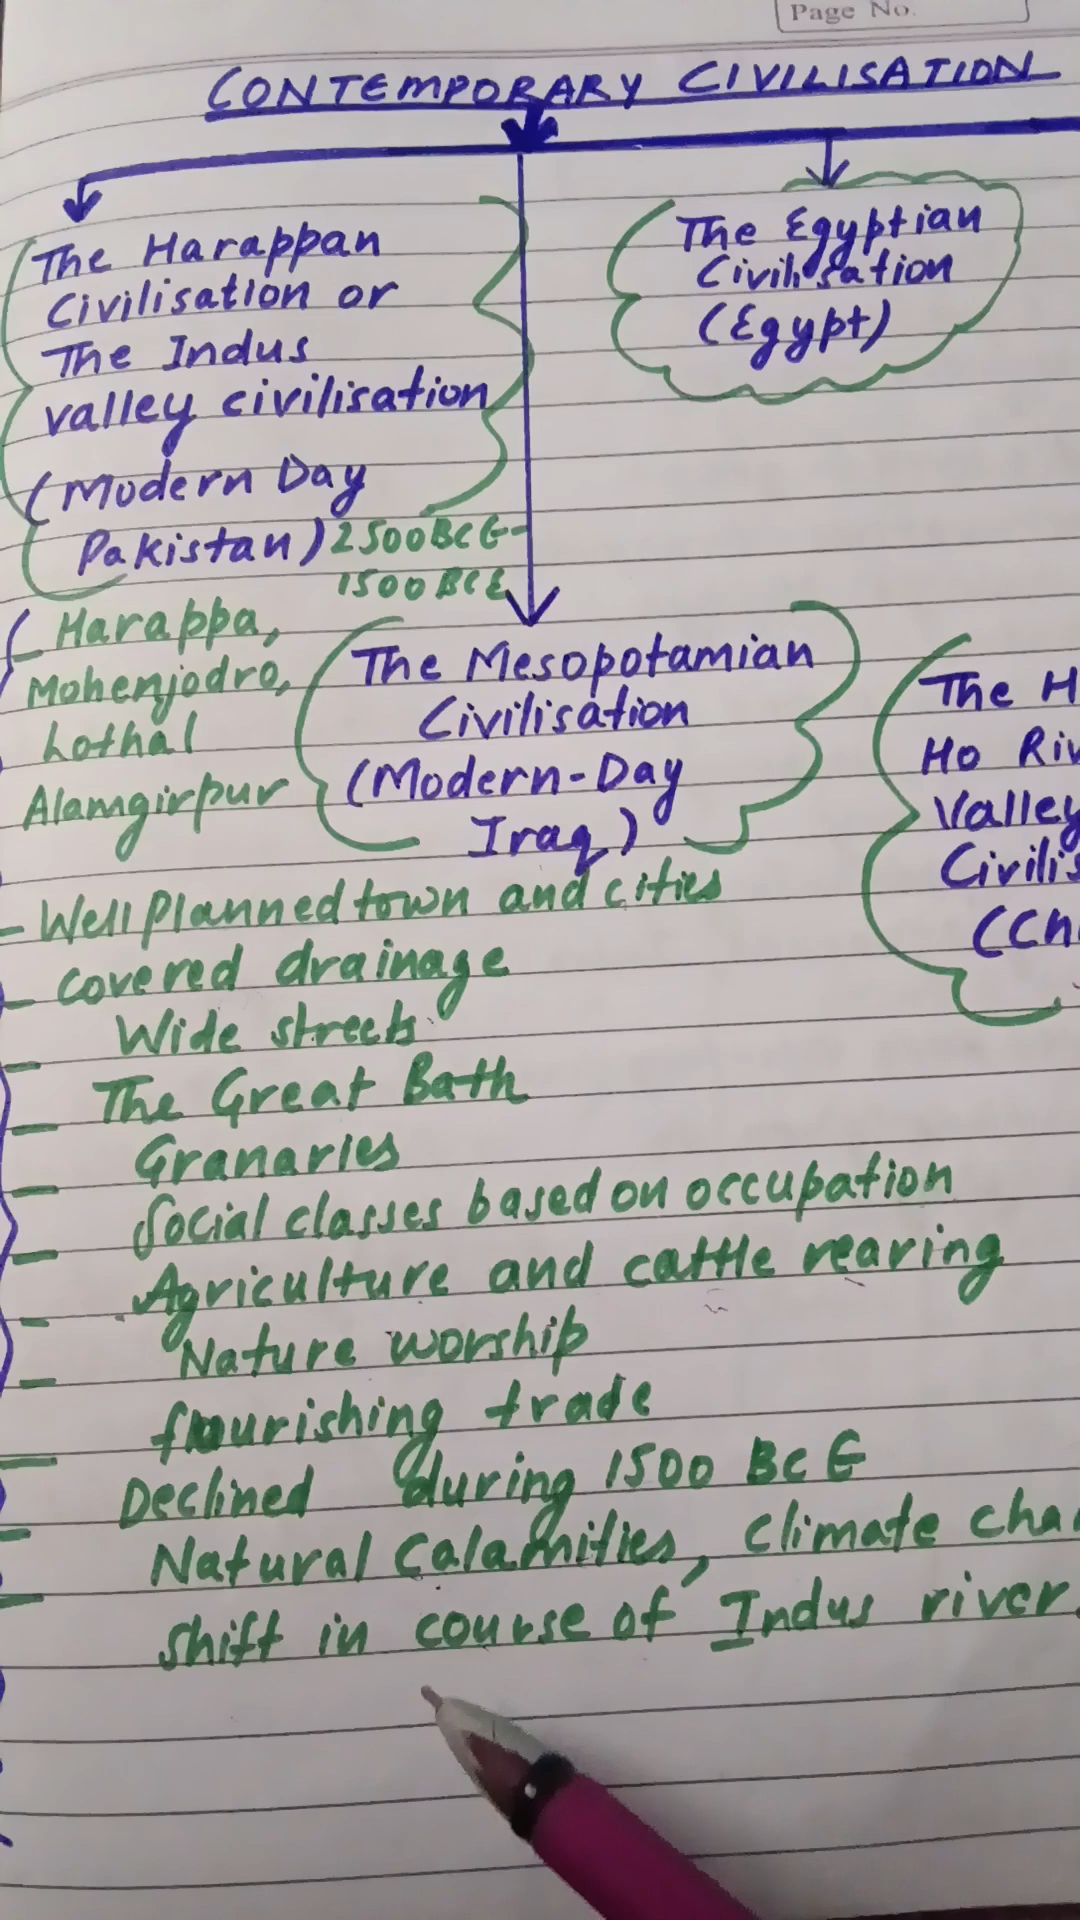 Page No.
CONTEMPORARY CIVILISATION
The Harappan
Civilisation or
The Indus
valley civilisation
(Modern Day
Pakistan) 2500 BCE-
1500 BCE
Harappa,
Mohenjodro,
Lothal
Alamgirpur
The Egyptian
Civilisation
(Egypt)
The Mesopotamian
Civilisation
(Modern-Day
Iraq)
The H
Ho Riv
Valley
Civilis
(Chi
- Well planned town and cities
- covered drainage
- Wide streets
- The Great Bath
- Granaries
- Social classes based on occupation
- Agriculture and cattle rearing
- Nature worship
- flourishing trade
- Declined during 1500 BCE
- Natural Calamities, climate cha
shift in course of Indus river.